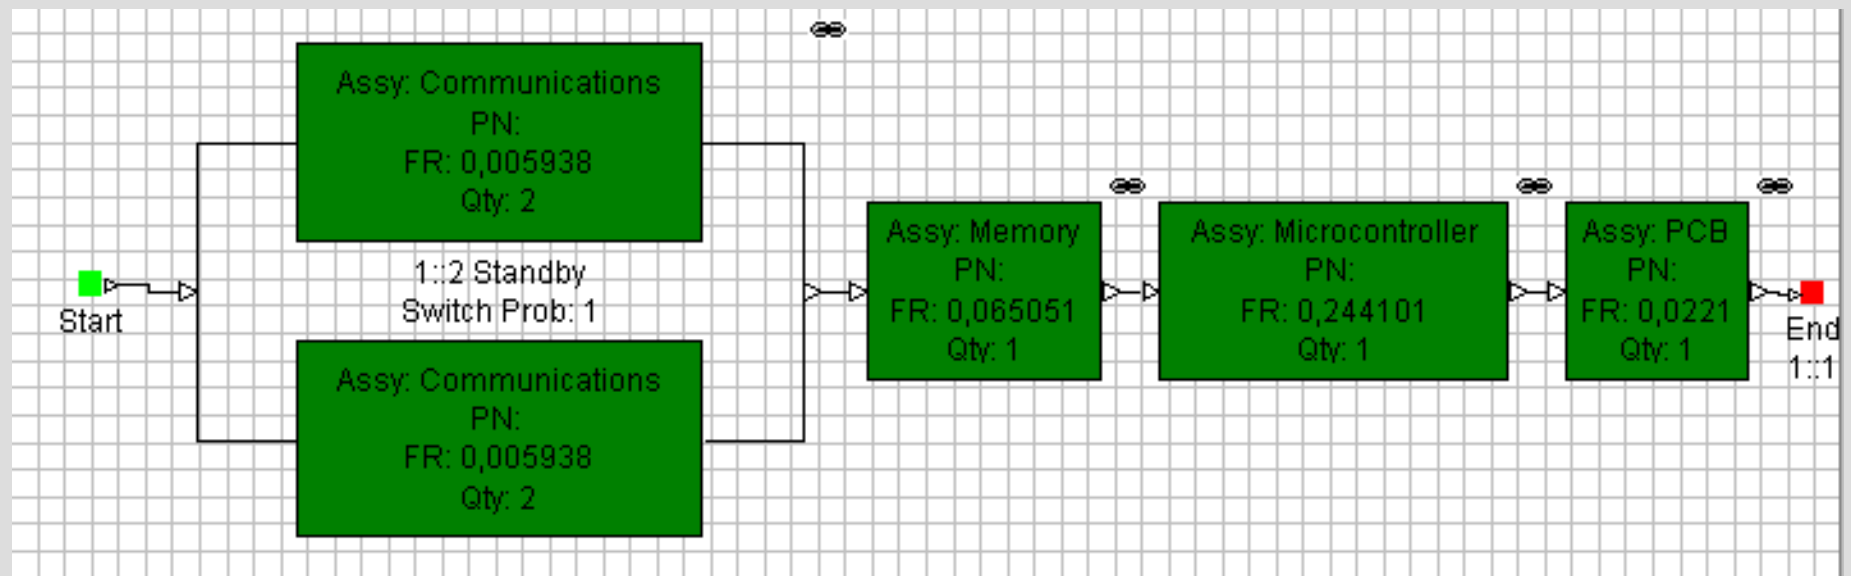 Assy: Communications
PN:
FR: 0,005938
Qty: 2
1::2 Standby
Switch Prob: 1
Assy: Communications
PN:
FR: 0,005938
Qty: 2
Start
Assy: Memory
PN:
FR: 0,065051
Qty: 1
Assy: Microcontroller
PN:
FR: 0,244101
Qty: 1
Assy: PCB
PN:
FR: 0,0221
Qty: 1
End
1::1